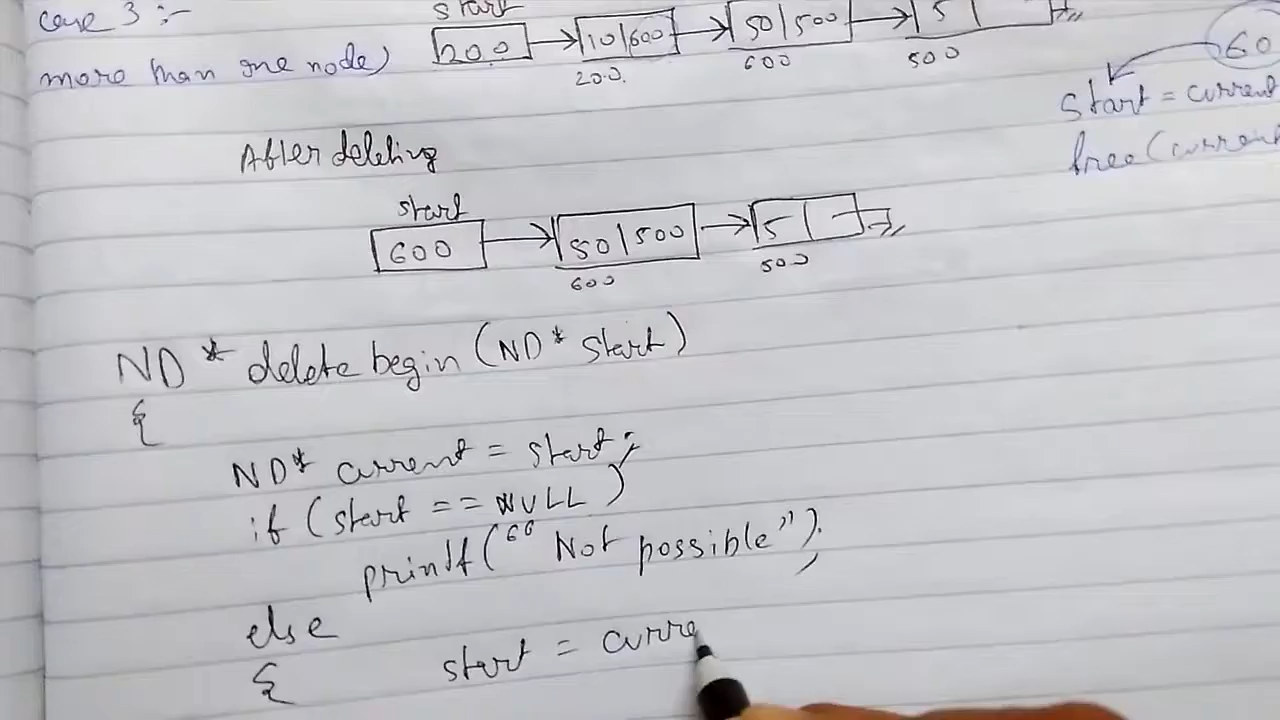 case 3 :-
more than one node)
start
200
10|600
50|500
5
200
600
500
60
start = current
free(current
After deleting
start
600
50|500
5
600
500
ND * delete begin (ND* start)
{
ND* current = start;
if (start == NULL)
printf("Not possible");
else
{ start = curre